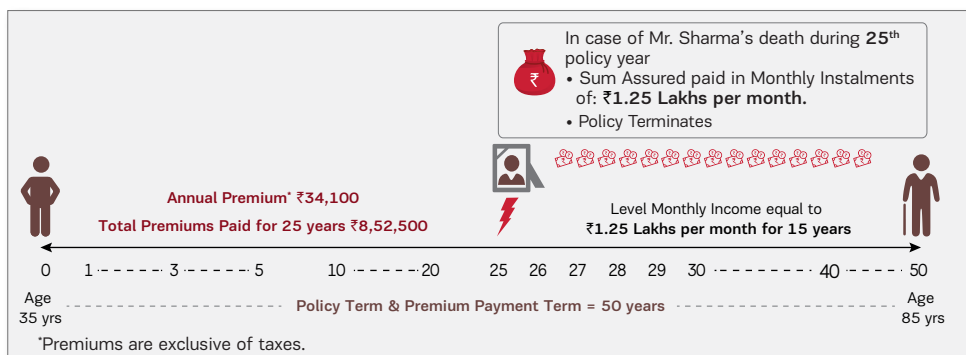 In case of Mr. Sharma’s death during 25th
policy year
• Sum Assured paid in Monthly Instalments
of: ₹1.25 Lakhs per month.
• Policy Terminates
₹
Annual Premium* ₹34,100
Total Premiums Paid for 25 years ₹8,52,500
Level Monthly Income equal to
₹1.25 Lakhs per month for 15 years
0 1 3 5 10 20 25 26 27 28 29 30 40 50
Age
35 yrs
Policy Term & Premium Payment Term = 50 years
Age
85 yrs
*Premiums are exclusive of taxes.